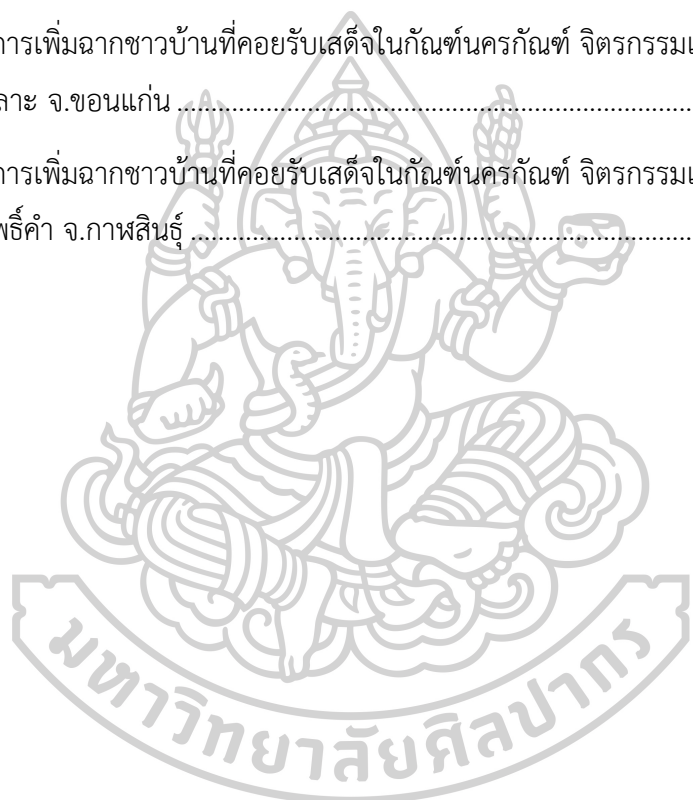 การเพิ่มฉากชาวบ้านที่คอยรับเสด็จในกัณฑ์นครกัณฑ์ จิตรกรรม
ลาะ จ.ขอนแก่น ................................................................................
การเพิ่มฉากชาวบ้านที่คอยรับเสด็จในกัณฑ์นครกัณฑ์ จิตรกรรม
พธิ์คำ จ.กาฬสินธุ์ ................................................................................
มหาวิทยาลัยศิลปากร